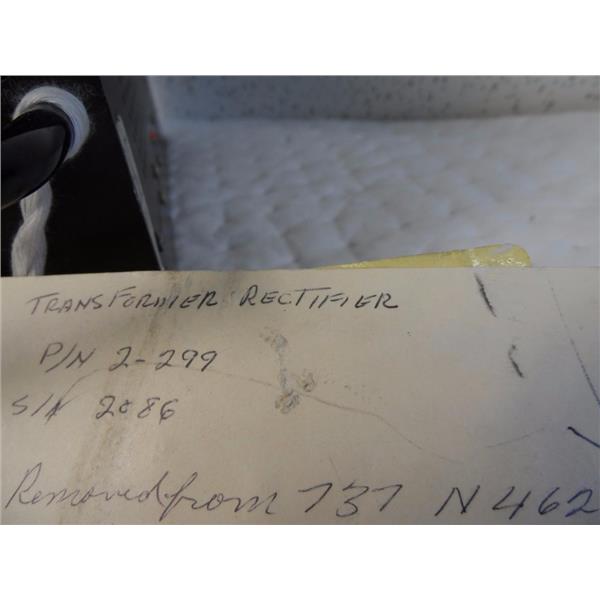 TRANSFORMER RECTIFIER
P/N 2-299
S/N 2086
Removed from 737 N462